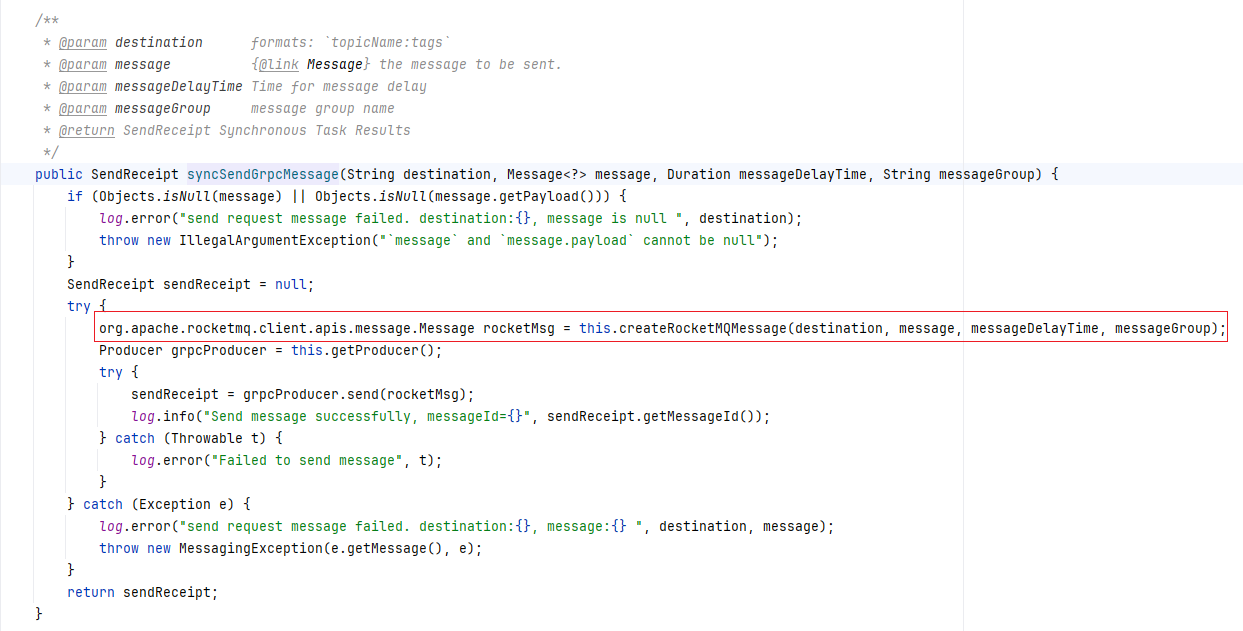 /**
 * @param destination      formats: `topicName:tags`
 * @param message          {@link Message} the message to be sent.
 * @param messageDelayTime Time for message delay
 * @param messageGroup     message group name
 * @return SendReceipt Synchronous Task Results
 */
public SendReceipt syncSendGrpcMessage(String destination, Message<?> message, Duration messageDelayTime, String messageGroup) {
    if (Objects.isNull(message) || Objects.isNull(message.getPayload())) {
        log.error("send request message failed. destination:{}, message is null ", destination);
        throw new IllegalArgumentException("`message` and `message.payload` cannot be null");
    }
    SendReceipt sendReceipt = null;
    try {
        org.apache.rocketmq.client.apis.message.Message rocketMsg = this.createRocketMQMessage(destination, message, messageDelayTime, messageGroup);
        Producer grpcProducer = this.getProducer();
        try {
            sendReceipt = grpcProducer.send(rocketMsg);
            log.info("Send message successfully, messageId={}", sendReceipt.getMessageId());
        } catch (Throwable t) {
            log.error("Failed to send message", t);
        }
    } catch (Exception e) {
        log.error("send request message failed. destination:{}, message:{} ", destination, message);
        throw new MessagingException(e.getMessage(), e);
    }
    return sendReceipt;
}